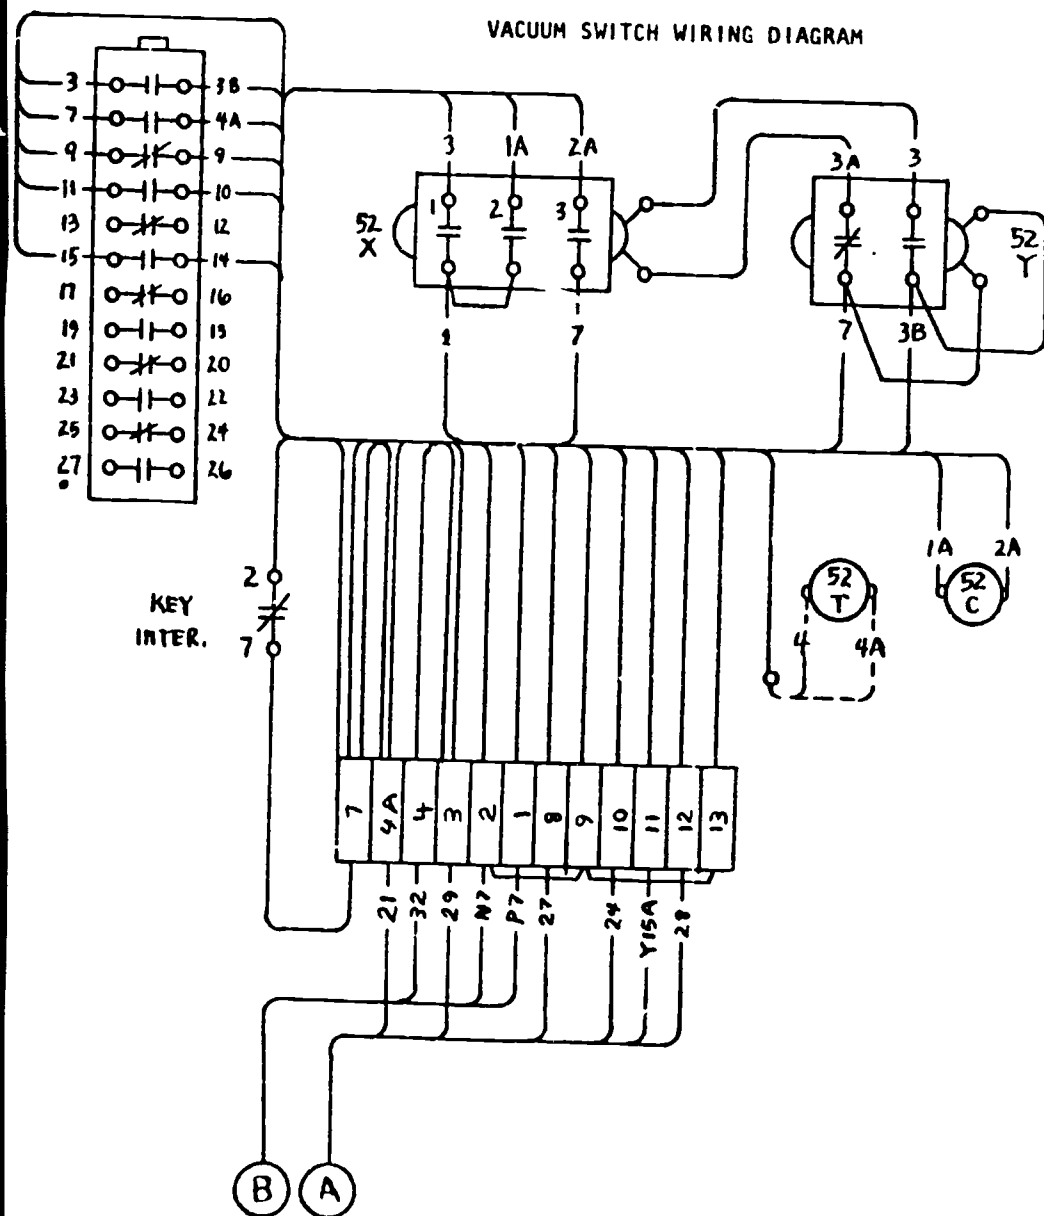 VACUUM SWITCH WIRING DIAGRAM
3 3B
7 4A
9 9
11 10
13 12
15 14
17 16
19 19
21 20
23 22
25 24
27 26
3 1A 2A
1 2 3
52
X
1 7
3A 3
52
Y
7 3B
2
KEY
INTER.
7
1A 2A
52
T
52
C
4 4A
7 4A 4 3 2 1 8 9 10 11 12 13
21 32 29 N7 P7 27 24 Y15A 28
B A